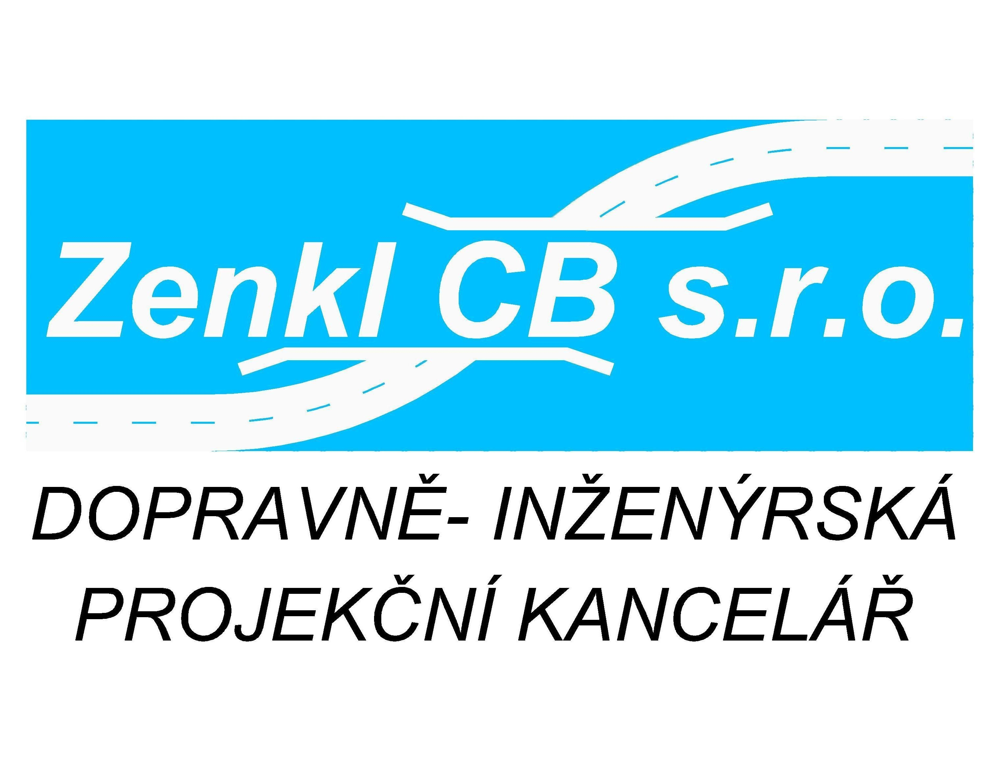 Zenkl CB s.r.o.
DOPRAVNĚ- INŽENÝRSKÁ
PROJEKČNÍ KANCELÁŘ